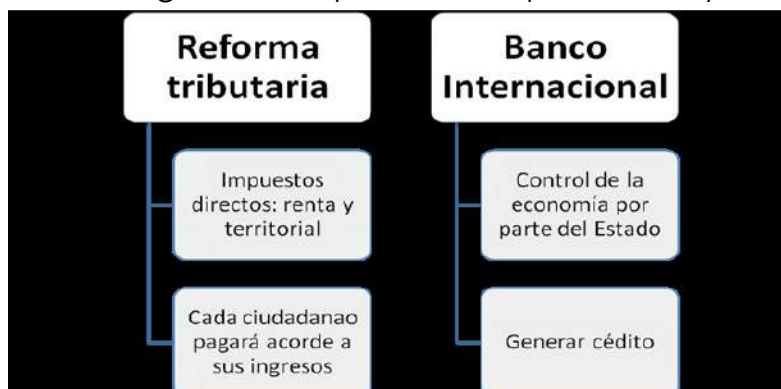 Reforma
tributaria
Impuestos
directos: renta y
territorial
Cada ciudadanao
pagará acorde a
sus ingresos
Banco
Internacional
Control de la
economía por
parte del Estado
Generar cédito